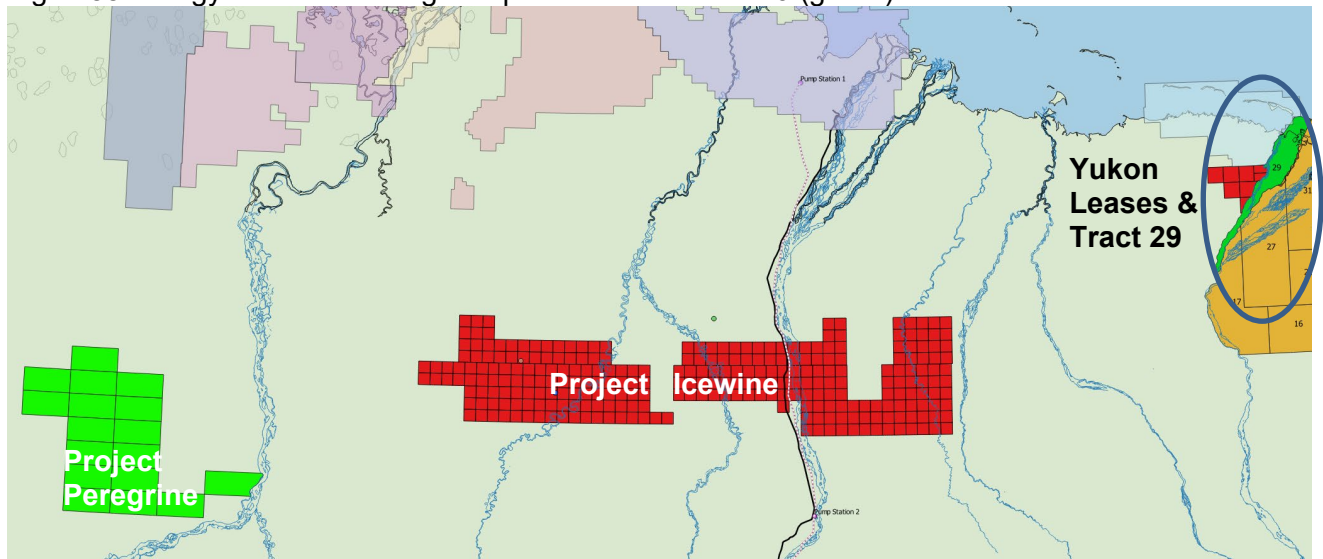 Pump Station 1
Yukon
Leases &
Tract 29
29
31
27
17
16
Project Icewine
Project
Peregrine
Pump Station 2